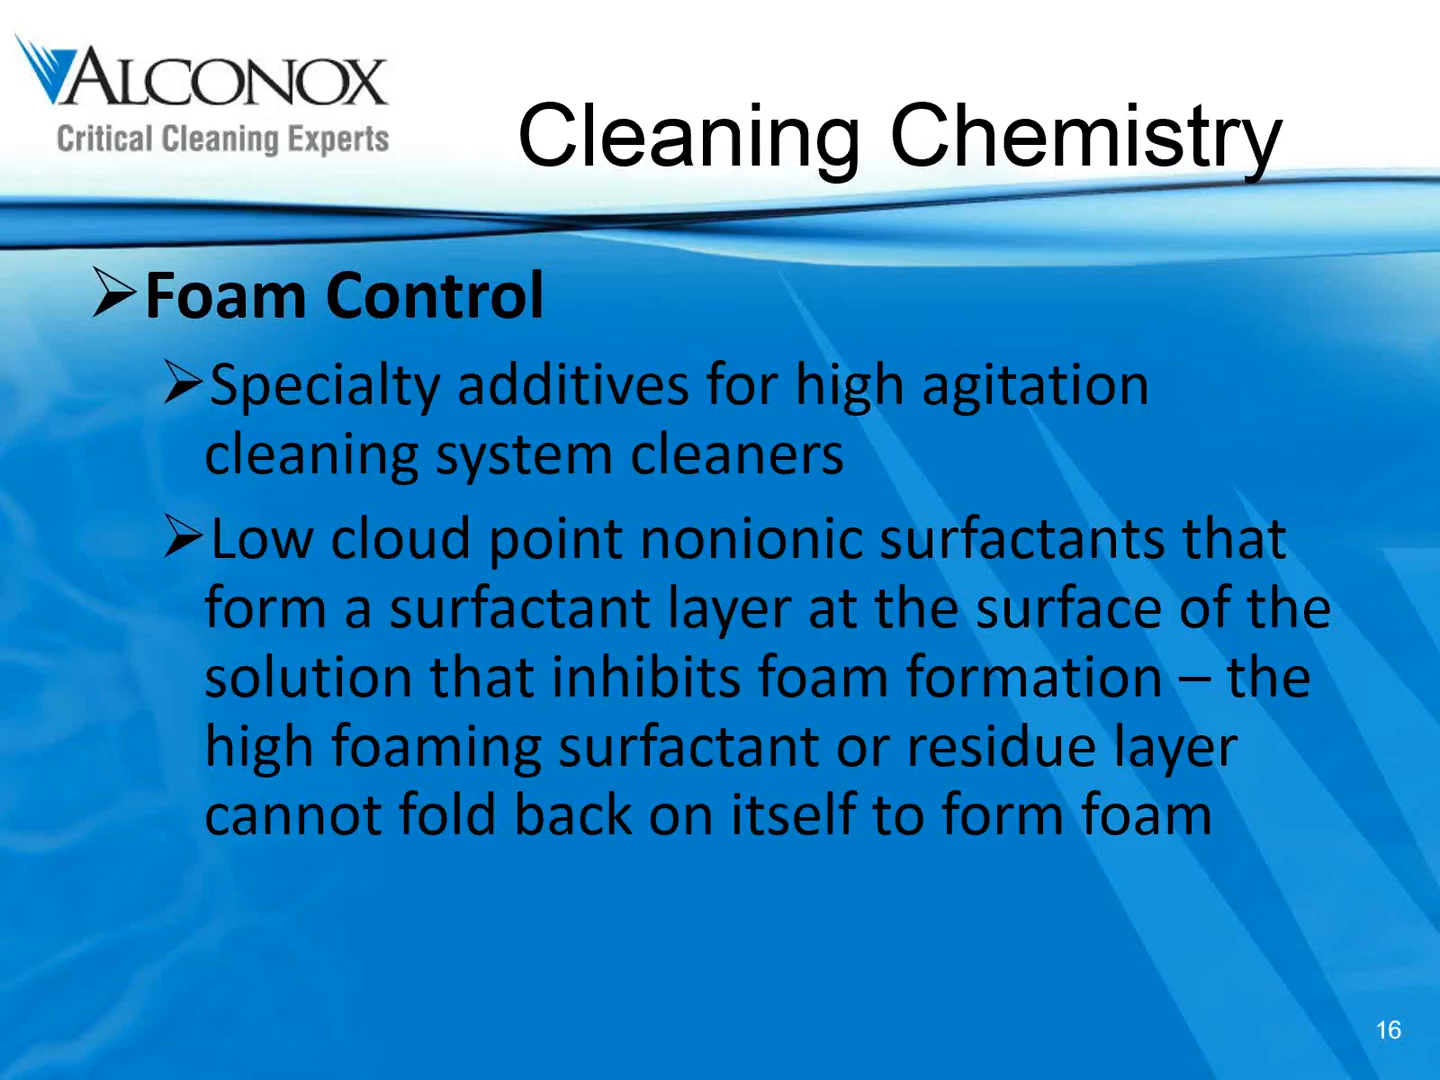 ALCONOX
Critical Cleaning Experts
Cleaning Chemistry
➢Foam Control
➢Specialty additives for high agitation
cleaning system cleaners
➢Low cloud point nonionic surfactants that
form a surfactant layer at the surface of the
solution that inhibits foam formation – the
high foaming surfactant or residue layer
cannot fold back on itself to form foam
16